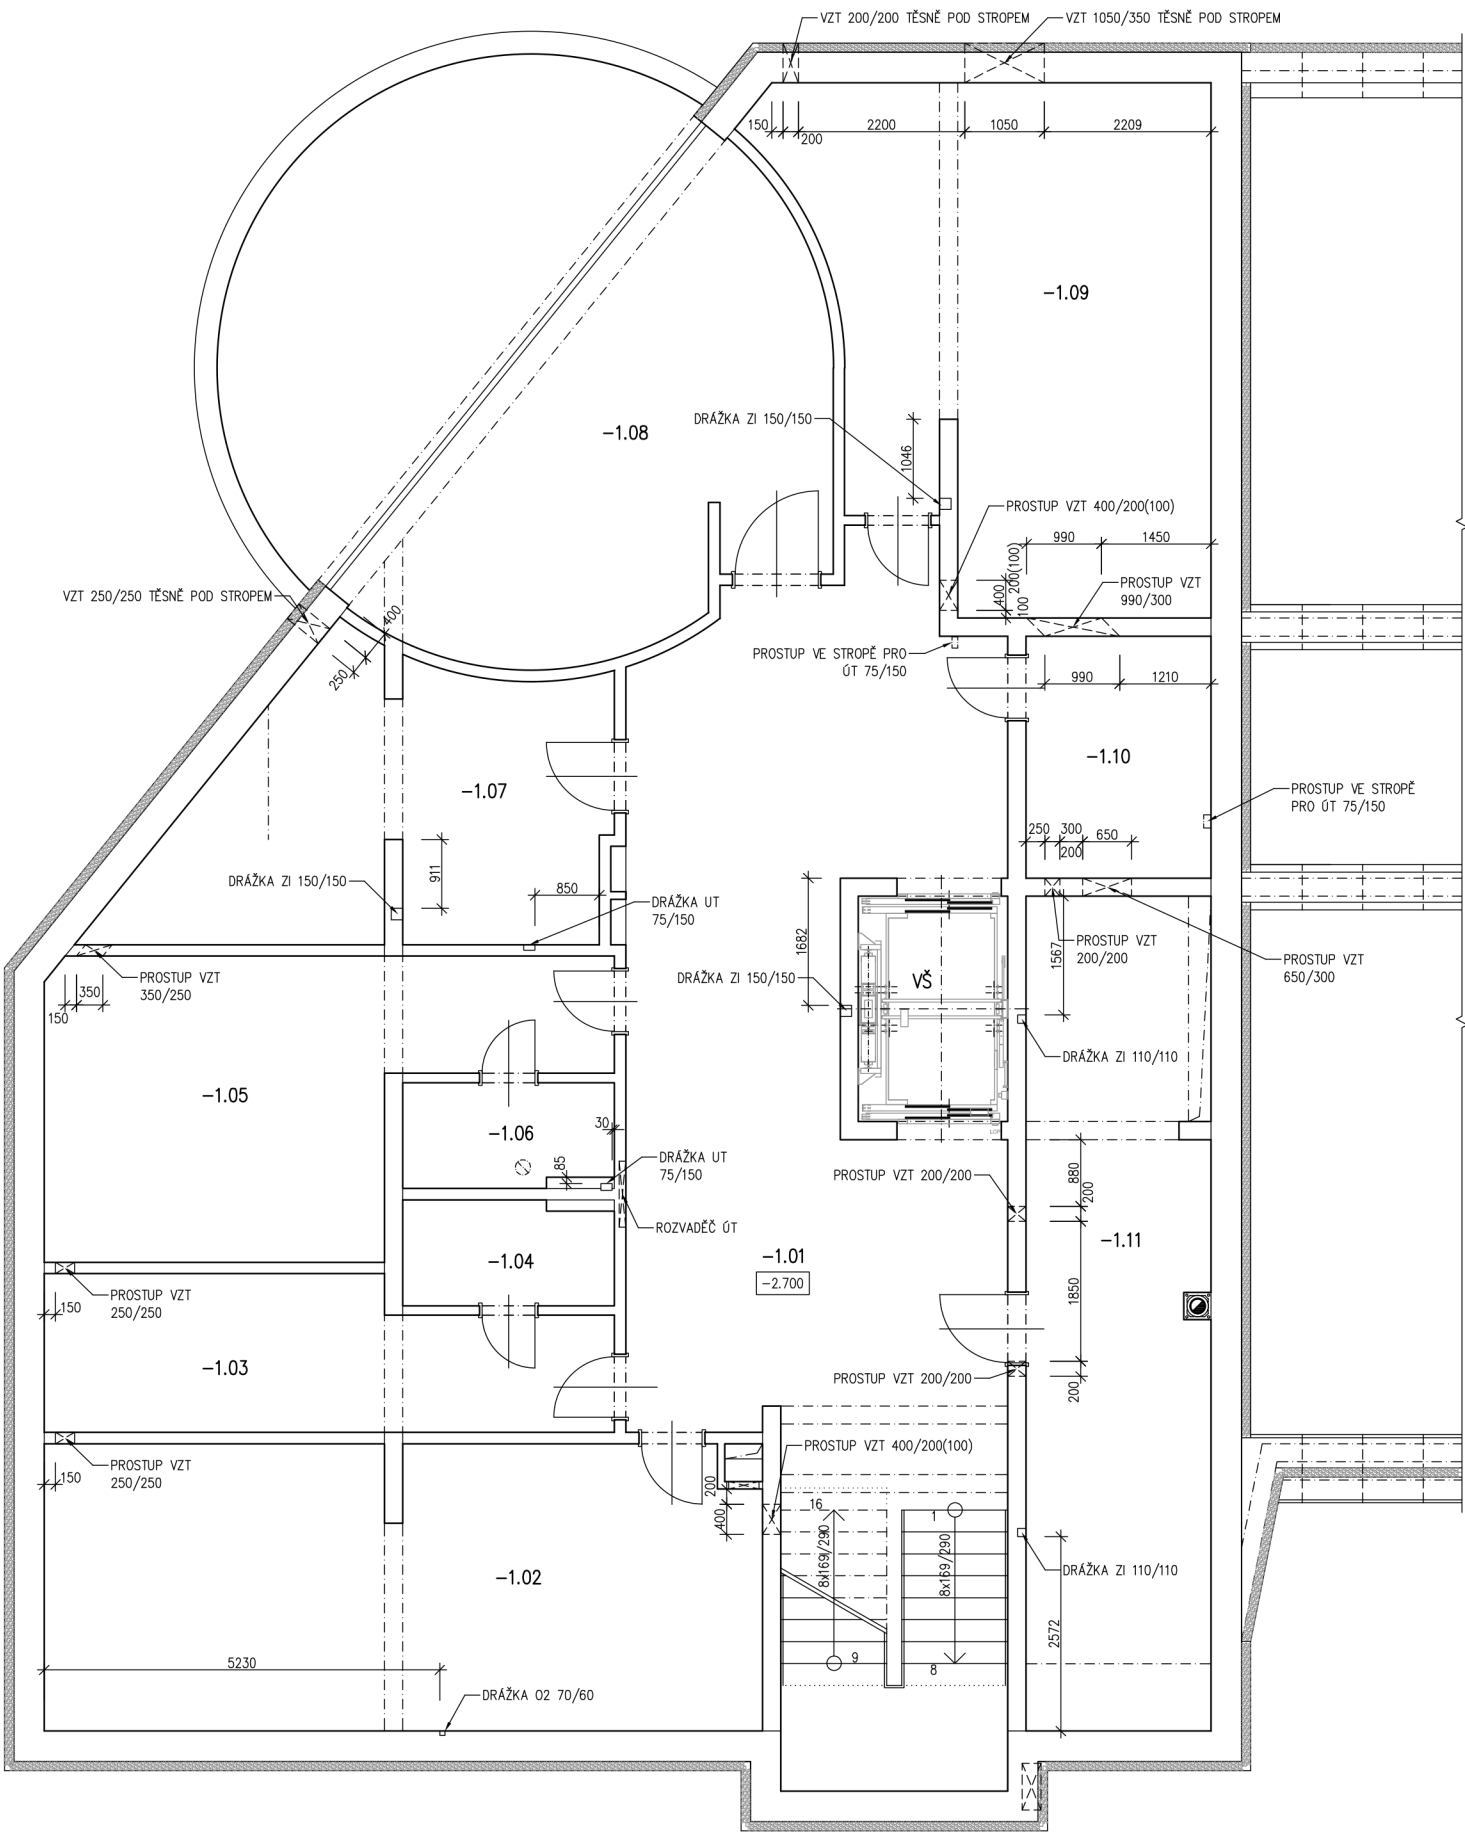 VZT 200/200 TĚSNĚ POD STROPEM
VZT 1050/350 TĚSNĚ POD STROPEM
150
200
2200
1050
2209
-1.09
-1.08
DRÁŽKA ZI 150/150
1046
PROSTUP VZT 400/200(100)
990
1450
200(100)
400
100
PROSTUP VZT
990/300
VZT 250/250 TĚSNĚ POD STROPEM
400
250
PROSTUP VE STROPĚ PRO
ÚT 75/150
990
1210
-1.10
-1.07
PROSTUP VE STROPĚ
PRO ÚT 75/150
250
300
200
650
911
DRÁŽKA ZI 150/150
850
DRÁŽKA UT
75/150
1682
1567
PROSTUP VZT
200/200
PROSTUP VZT
650/300
PROSTUP VZT
350/250
350
150
DRÁŽKA ZI 150/150
VŠ
DRÁŽKA ZI 110/110
-1.05
-1.06
30
85
DRÁŽKA UT
75/150
PROSTUP VZT 200/200
880
200
ROZVADĚČ ÚT
-1.04
-1.01
-2.700
-1.11
PROSTUP VZT
250/250
150
1850
-1.03
PROSTUP VZT 200/200
200
PROSTUP VZT 400/200(100)
PROSTUP VZT
250/250
150
200
400
16
1
8x169/290
8x169/290
DRÁŽKA ZI 110/110
-1.02
2572
9
8
5230
DRÁŽKA O2 70/60